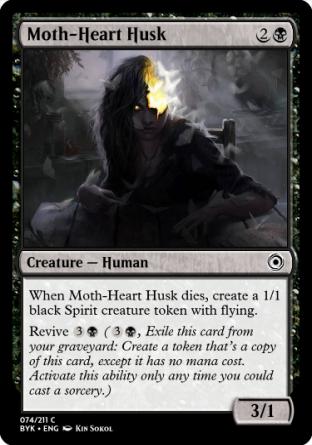 Moth-Heart Husk 2
Creature — Human
When Moth-Heart Husk dies, create a 1/1
black Spirit creature token with flying.
Revive 3 ( 3 , Exile this card from
your graveyard: Create a token that's a copy
of this card, except it has no mana cost.
Activate this ability only any time you could
cast a sorcery.)
3/1
074/211 C
BYK • ENG Kin Sokol